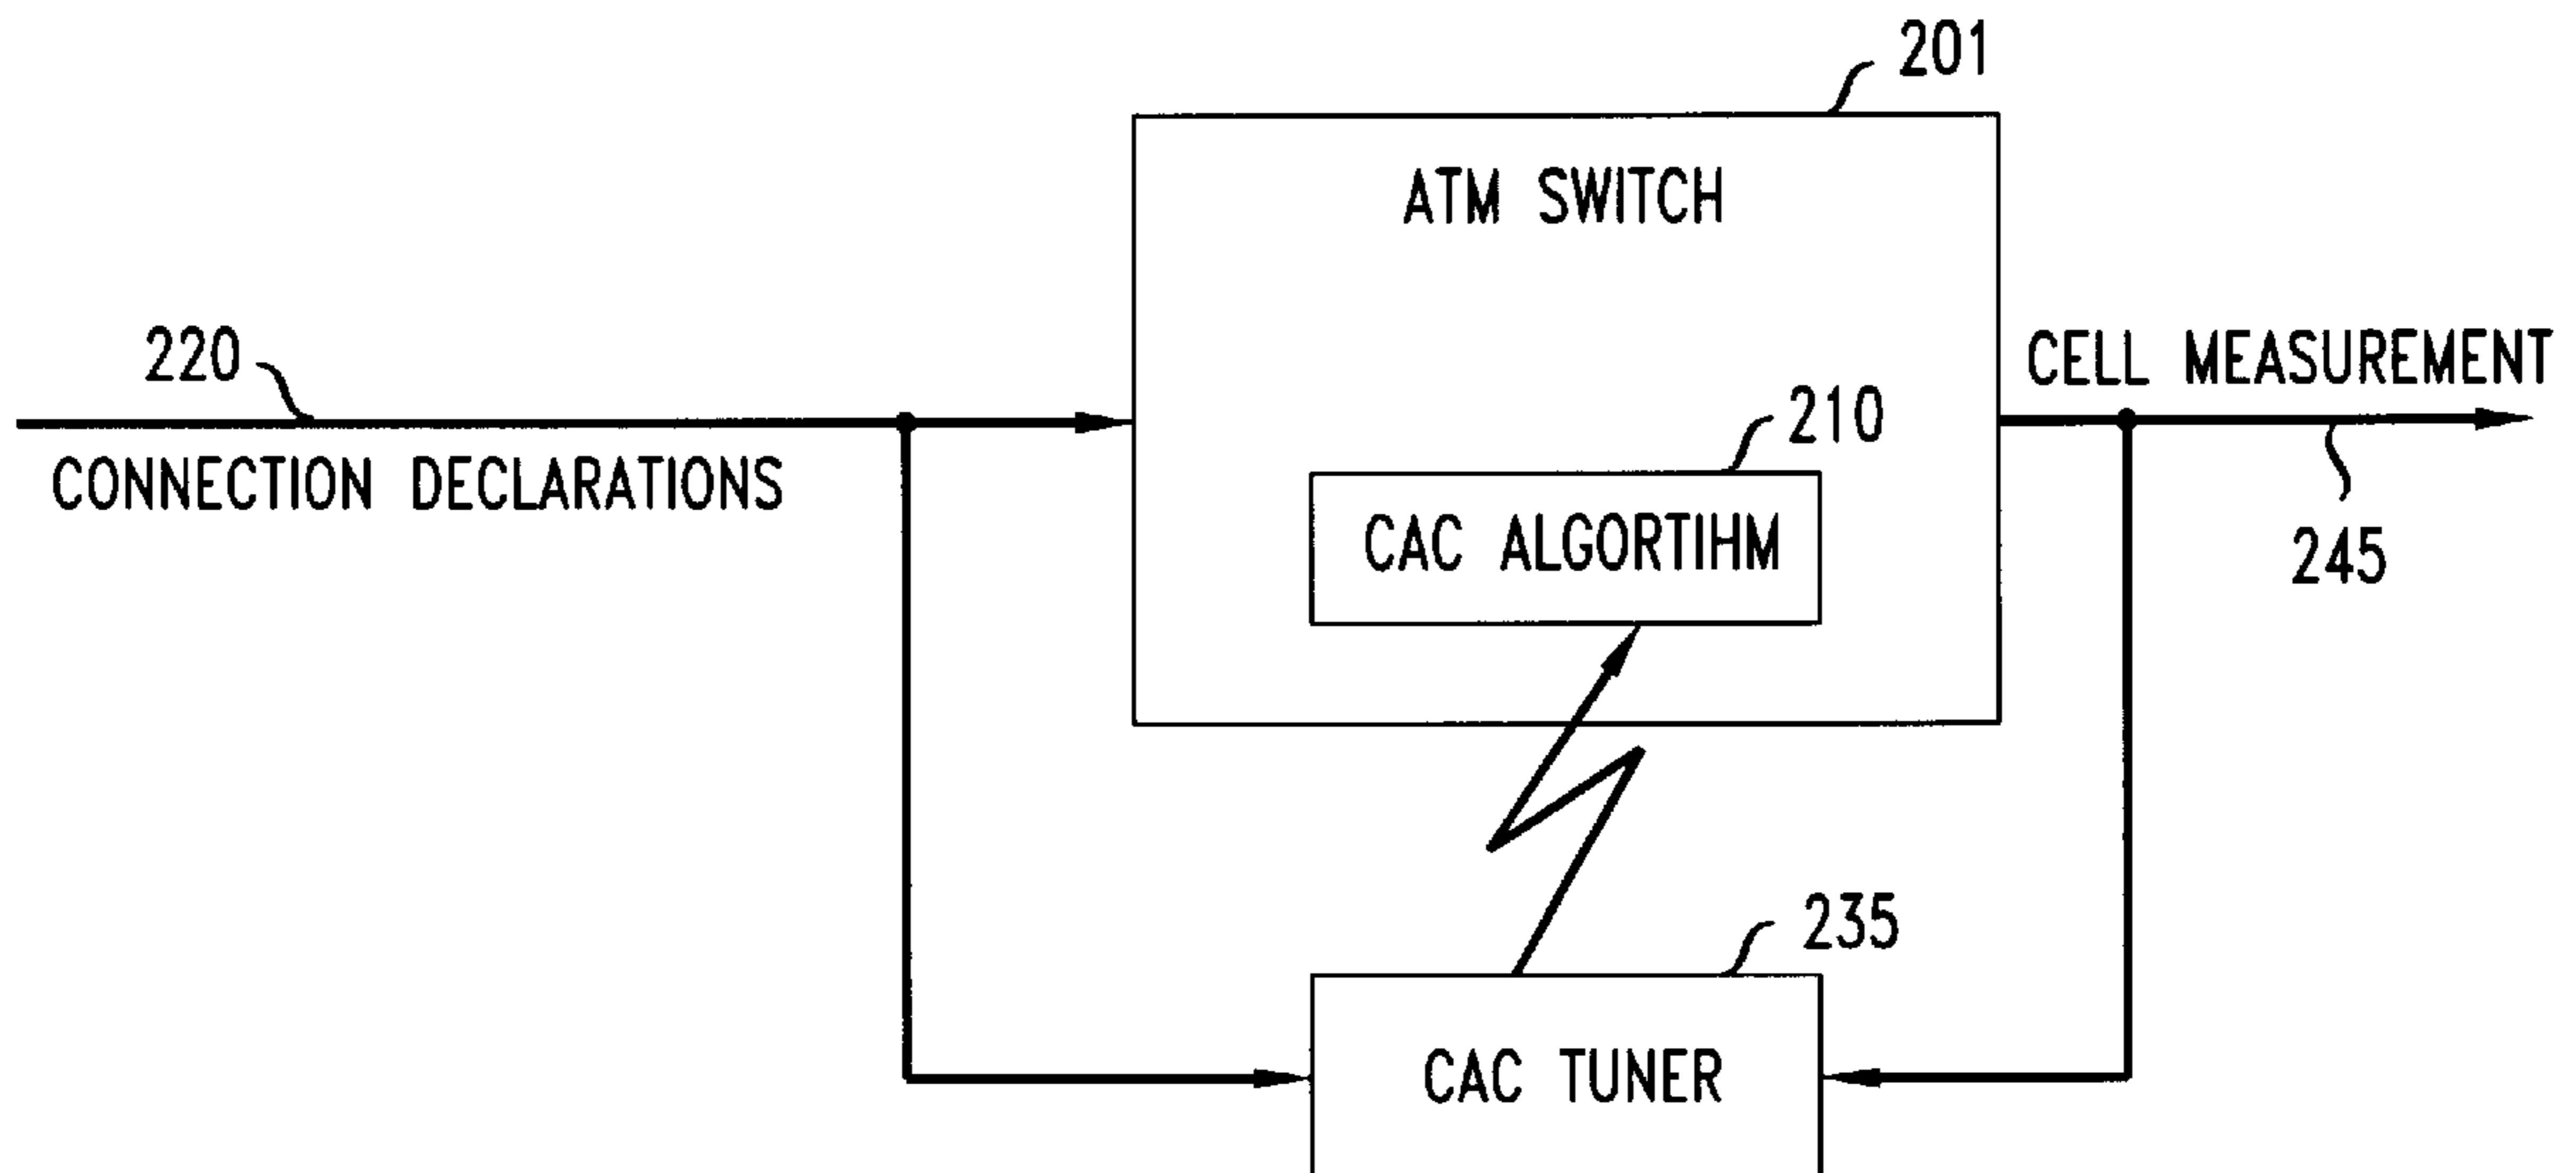 201
ATM SWITCH
220
CELL MEASUREMENT
210
CONNECTION DECLARATIONS
CAC ALGORTIHM
245
235
CAC TUNER